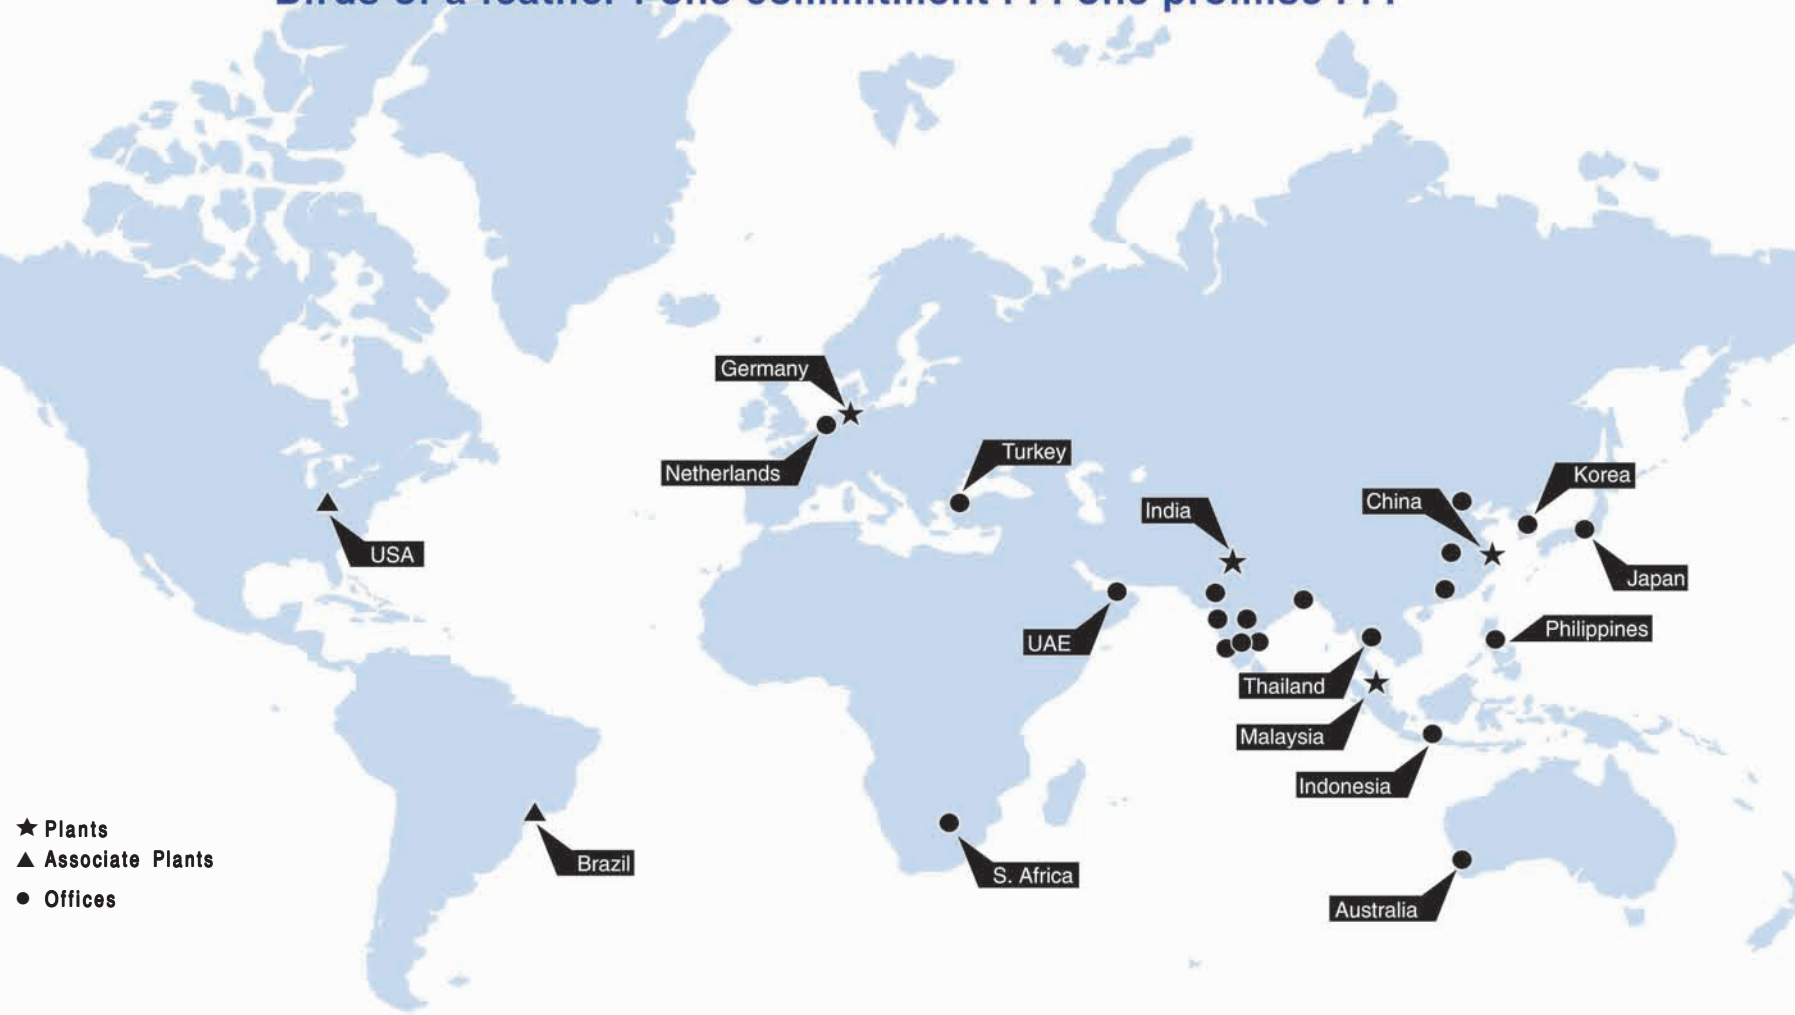 Germany
Netherlands
Turkey
Korea
China
India
USA
Japan
UAE
Philippines
Thailand
Malaysia
Indonesia
Plants
Associate Plants
Offices
Brazil
S. Africa
Australia